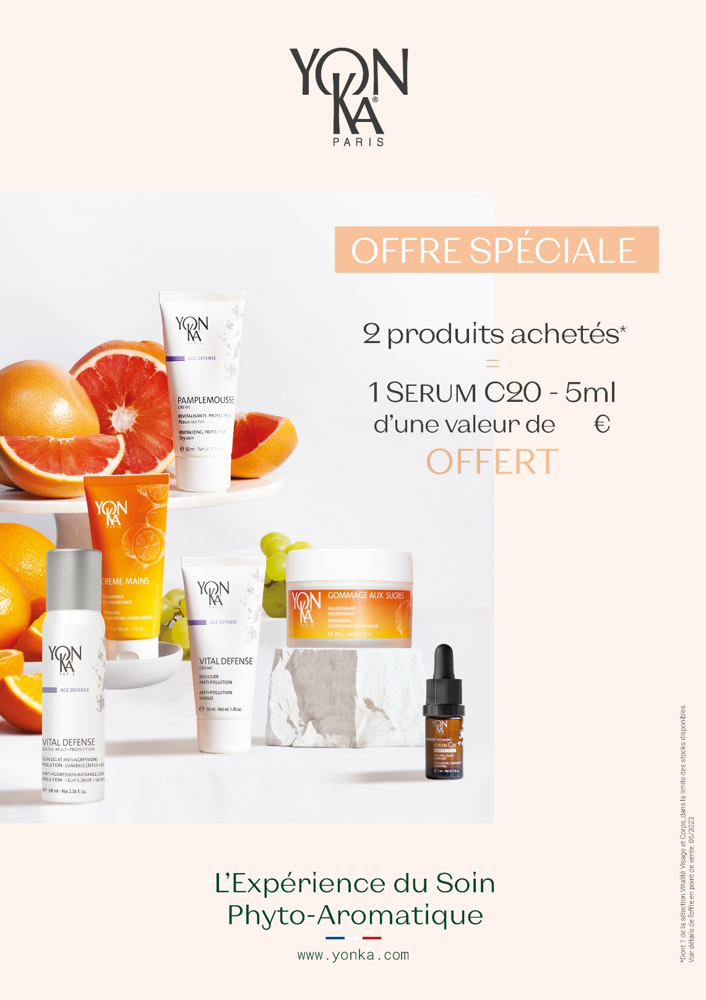 YON
KA®
PARIS
OFFRE SPÉCIALE
2 produits achetés*
=
1 SERUM C20 - 5ml
d'une valeur de €
OFFERT
YON
KA
PARIS
AGE DEFENSE
PAMPLEMOUSSE
CREME
REVITALISANTE, PROTECTRICE
Peaux sèches
REVITALIZING, PROTECTIVE
Dry skin
℮ 50 ml - Net wt. 1.72 oz.
YON
KA
PARIS
CREME MAINS
RÉPARATRICE
RÉCONFORTANTE
REPAIRING
COMFORTING HAND CREAM
Net wt. 1.73 oz.
YON
KA
PARIS
AGE DEFENSE
VITAL DEFENSE
BRUME MULTI-PROTECTION
SOIN ECLAT ANTI-AGRESSIONS
POLLUTION - LUMIÈRES [BLEUE + SOL
ANTI-AGGRESSION RADIANCE CARE
POLLUTION - LIGHTS [BLUE + SOLAR]
℮ 100 ml - Net 3.38 fl. oz.
YON
KA
PARIS
AGE DEFENSE
VITAL DEFENSE
CREME
BOUCLIER
ANTI-POLLUTION
ANTI-POLLUTION
SHIELD
℮ 50 ml - Net wt. 1.76 oz.
YON
KA
PARIS
GOMMAGE AUX SUCRES
GEL EXFOLIANT
NOURRISSANT
EXFOLIATING
NOURISHING SUGAR SCRUB
℮ 200 g - Net wt. 7.05 oz.
YON
KA
INTENSIVE
SERUM C20
ANTI-ÂGE, ÉCLAT
UNIFIANT
ANTI-AGING, RADIANCE
UNIFYING
℮ 5 ml - Net 0.17 fl. oz.
L'Expérience du Soin
Phyto-Aromatique
www.yonka.com
*Dont 1 de la sélection Vitalité Visage et Corps, dans la limite des stocks disponibles.
Voir détails de l'offre en point de vente. 05/2023